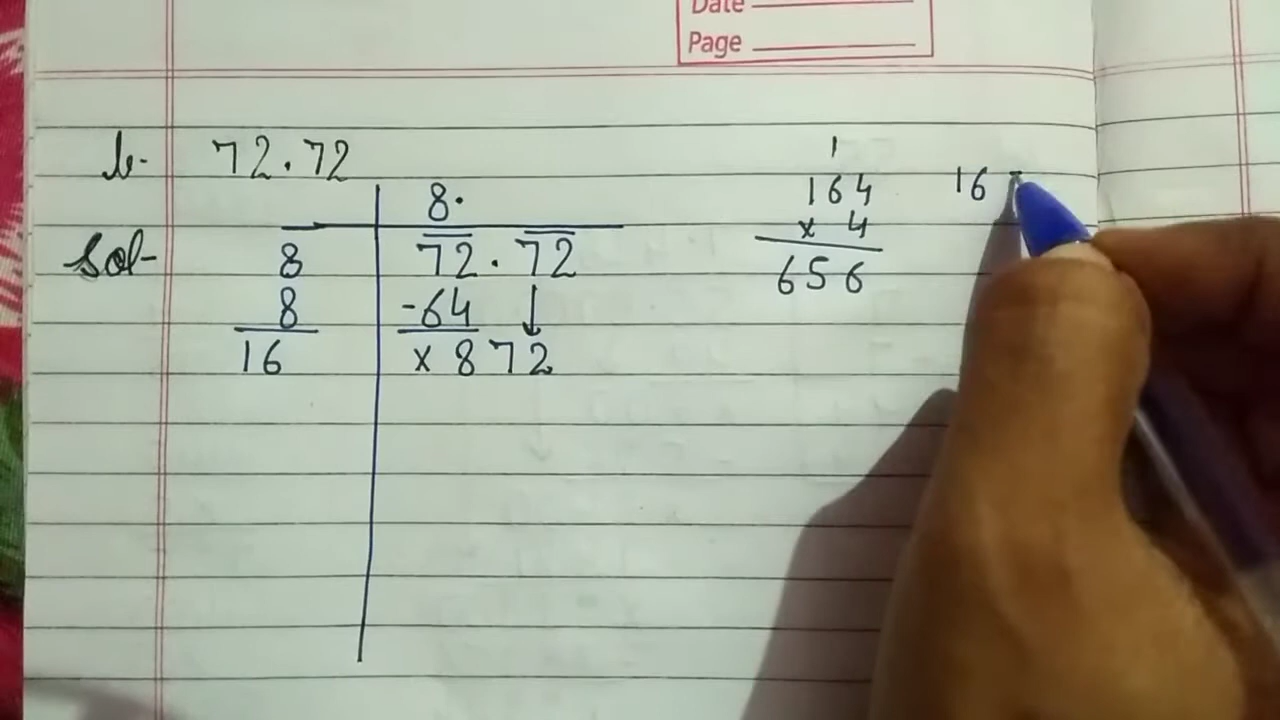 Date
Page
b. 72.72
Sol-
8.
8 72.72
8 -64
16 x872
1
164
x 4
656
16